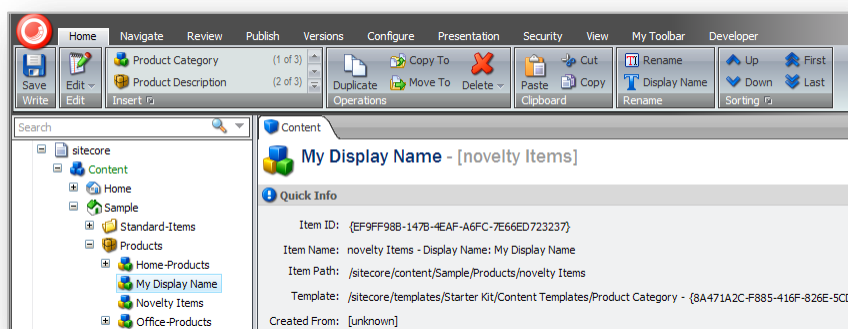 Home Navigate Review Publish Versions Configure Presentation Security View My Toolbar Developer
Save
Write
Edit
Edit
Product Category (1 of 3)
Product Description (2 of 3)
Insert
Duplicate
Copy To
Move To
Delete
Operations
Paste
Cut
Copy
Clipboard
Rename
Display Name
Rename
Up
Down
First
Last
Sorting
Search
sitecore
Content
Home
Sample
Standard-Items
Products
Home-Products
My Display Name
Novelty Items
Office-Products
Content
My Display Name - [novelty Items]
Quick Info
Item ID: {EF9FF98B-147B-4EAF-A6FC-7E66ED723237}
Item Name: novelty Items - Display Name: My Display Name
Item Path: /sitecore/content/Sample/Products/novelty Items
Template: /sitecore/templates/Starter Kit/Content Templates/Product Category - {8A471A2C-F885-416F-826E-5CD
Created From: [unknown]